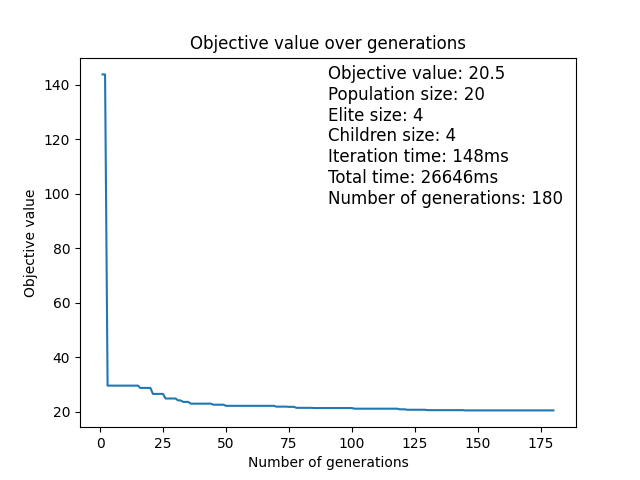 Objective value over generations
Objective value: 20.5
Population size: 20
Elite size: 4
Children size: 4
Iteration time: 148ms
Total time: 26646ms
Number of generations: 180
Objective value
140
120
100
80
60
40
20
0 25 50 75 100 125 150 175
Number of generations